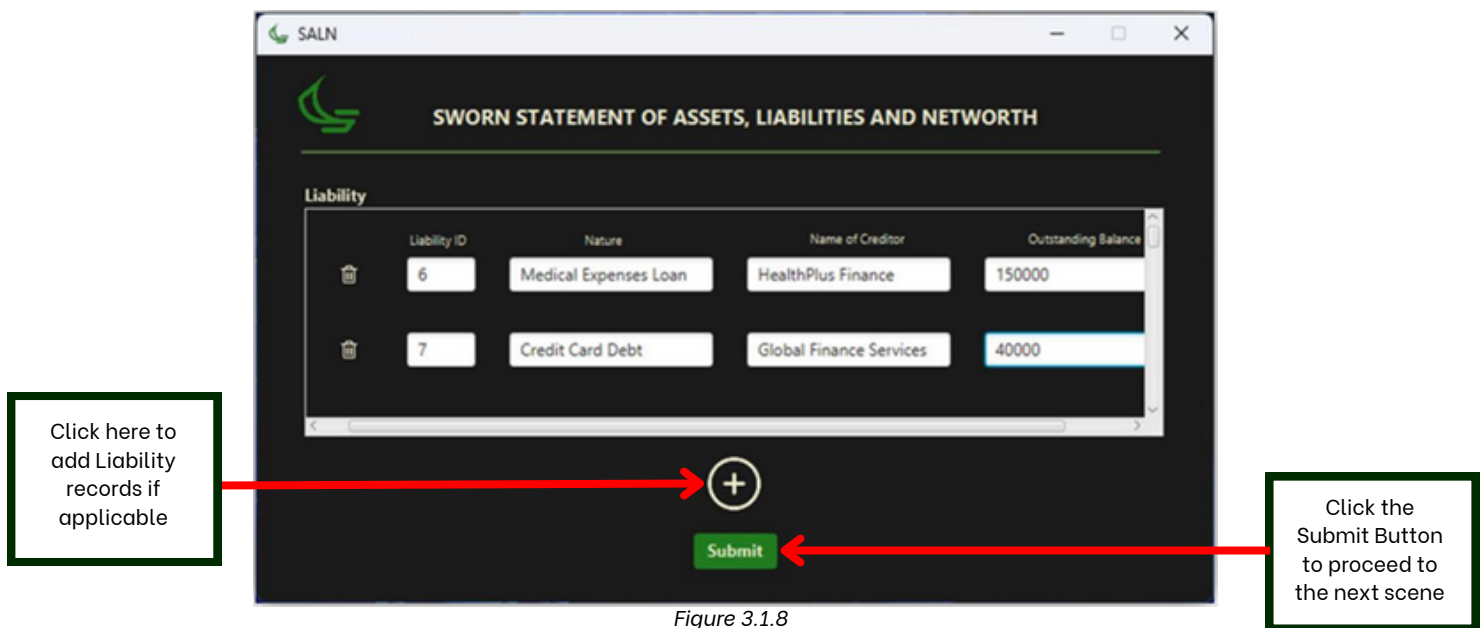 SALN
SWORN STATEMENT OF ASSETS, LIABILITIES AND NETWORTH
Liability
Liability ID Nature Name of Creditor Outstanding Balance
6 Medical Expenses Loan HealthPlus Finance 150000
7 Credit Card Debt Global Finance Services 40000
Click here to
add Liability
records if
applicable
Submit
Click the
Submit Button
to proceed to
the next scene
Figure 3.1.8